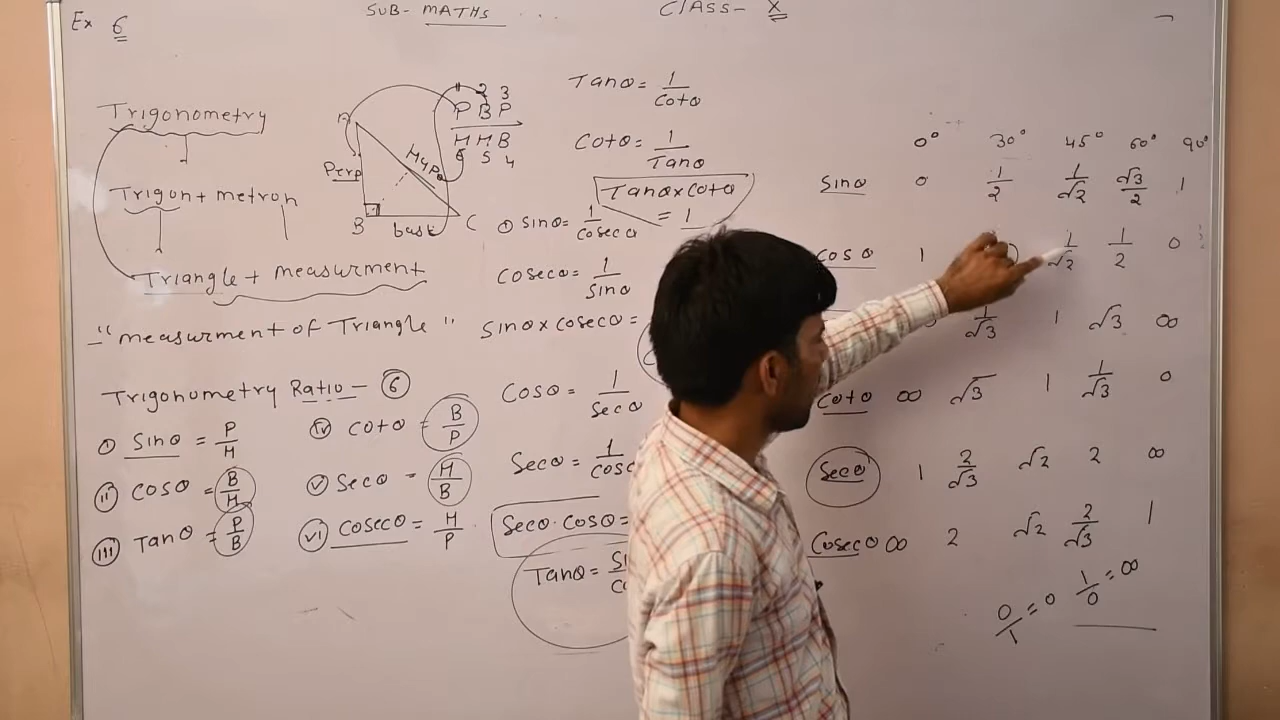 Ex 6
SUB- MATHS
CLASS- X
Trigonometry
Trigon + metron
Triangle + measurment
"measurment of Triangle"
Trigonometry Ratio - 6
① Sinθ = P/H
ⅱ cosθ = B/H
ⅲ Tanθ = P/B
ⅳ cotθ = B/P
ⅴ Secθ = H/B
ⅵ cosecθ = H/P
A
Perp
B
base
C
Hypo
1 2 3
P B P
H H B
6 5 4
Tanθ = 1/Cotθ
Cotθ = 1/Tanθ
Tanθ×cotθ
= 1
① sinθ = 1/cosecθ
cosecθ = 1/sinθ
sinθ×cosecθ =
Cosθ = 1/Secθ
Secθ = 1/cosθ
Secθ·cosθ =
Tanθ =
0° 30° 45° 60° 90°
Sinθ 0 1/2 1/√2 √3/2 1
cosθ 1 1/√2 1/2 0
1/√3 1 √3 ∞
cotθ ∞ √3 1 1/√3 0
Secθ 1 2/√3 √2 2 ∞
Cosecθ ∞ 2 √2 2/√3 1
0/1 = 0 1/0 = ∞